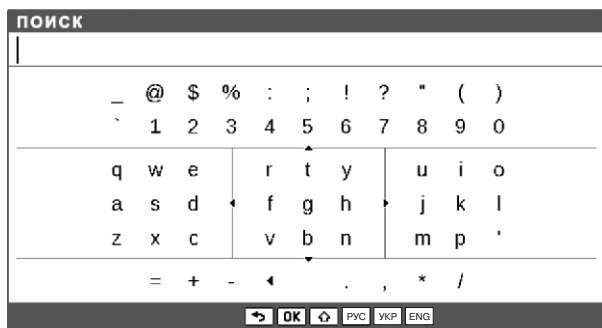 ПОИСК
_ @ $ % : ; ! ? " ( )
` 1 2 3 4 5 6 7 8 9 0
q w e r t y u i o
a s d f g h j k l
z x c v b n m p '
= + - . , * /
OK РУС УКР ENG